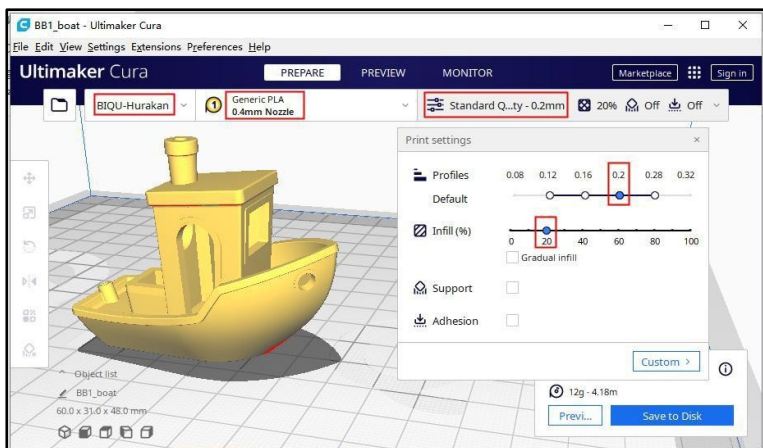 BB1_boat - Ultimaker Cura
File Edit View Settings Extensions Preferences Help
Ultimaker Cura PREPARE PREVIEW MONITOR Marketplace Sign in
BIQU-Hurakan 1 Generic PLA
0.4mm Nozzle
Standard Q...ty - 0.2mm 20% Off Off
Print settings
Profiles 0.08 0.12 0.16 0.2 0.28 0.32
Default
Infill (%)
0 20 40 60 80 100
Gradual infill
Support
Adhesion
Custom
Object list
BB1_boat
60.0 x 31.0 x 48.0 mm
12g - 4.18m
Previ... Save to Disk